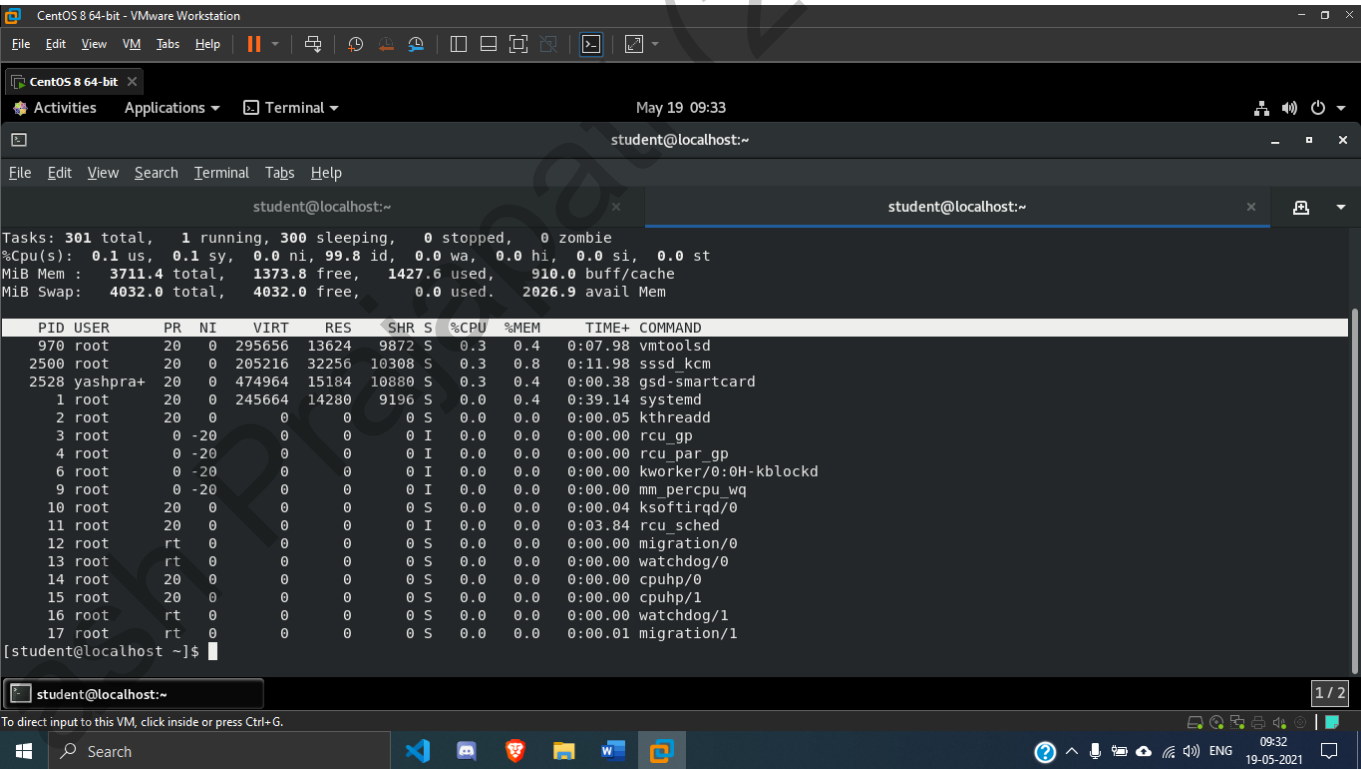 CentOS 8 64-bit - VMware Workstation
File Edit View VM Tabs Help
CentOS 8 64-bit
Activities Applications Terminal May 19 09:33
student@localhost:~
File Edit View Search Terminal Tabs Help
student@localhost:~ student@localhost:~
Tasks: 301 total, 1 running, 300 sleeping, 0 stopped, 0 zombie
%Cpu(s): 0.1 us, 0.1 sy, 0.0 ni, 99.8 id, 0.0 wa, 0.0 hi, 0.0 si, 0.0 st
MiB Mem : 3711.4 total, 1373.8 free, 1427.6 used, 910.0 buff/cache
MiB Swap: 4032.0 total, 4032.0 free, 0.0 used. 2026.9 avail Mem
PID USER PR NI VIRT RES SHR S %CPU %MEM TIME+ COMMAND
970 root 20 0 295656 13624 9872 S 0.3 0.4 0:07.98 vmtoolsd
2500 root 20 0 205216 32256 10308 S 0.3 0.8 0:11.98 sssd_kcm
2528 yashpra+ 20 0 474964 15184 10880 S 0.3 0.4 0:00.38 gsd-smartcard
1 root 20 0 245664 14280 9196 S 0.0 0.4 0:39.14 systemd
2 root 20 0 0 0 0 S 0.0 0.0 0:00.05 kthreadd
3 root 0 -20 0 0 0 I 0.0 0.0 0:00.00 rcu_gp
4 root 0 -20 0 0 0 I 0.0 0.0 0:00.00 rcu_par_gp
6 root 0 -20 0 0 0 I 0.0 0.0 0:00.00 kworker/0:0H-kblockd
9 root 0 -20 0 0 0 I 0.0 0.0 0:00.00 mm_percpu_wq
10 root 20 0 0 0 0 S 0.0 0.0 0:00.04 ksoftirqd/0
11 root 20 0 0 0 0 I 0.0 0.0 0:03.84 rcu_sched
12 root rt 0 0 0 0 S 0.0 0.0 0:00.00 migration/0
13 root rt 0 0 0 0 S 0.0 0.0 0:00.00 watchdog/0
14 root 20 0 0 0 0 S 0.0 0.0 0:00.00 cpuhp/0
15 root 20 0 0 0 0 S 0.0 0.0 0:00.00 cpuhp/1
16 root rt 0 0 0 0 S 0.0 0.0 0:00.00 watchdog/1
17 root rt 0 0 0 0 S 0.0 0.0 0:00.01 migration/1
[student@localhost ~]$
student@localhost:~ 1 / 2
To direct input to this VM, click inside or press Ctrl+G.
Search ENG 09:32
19-05-2021